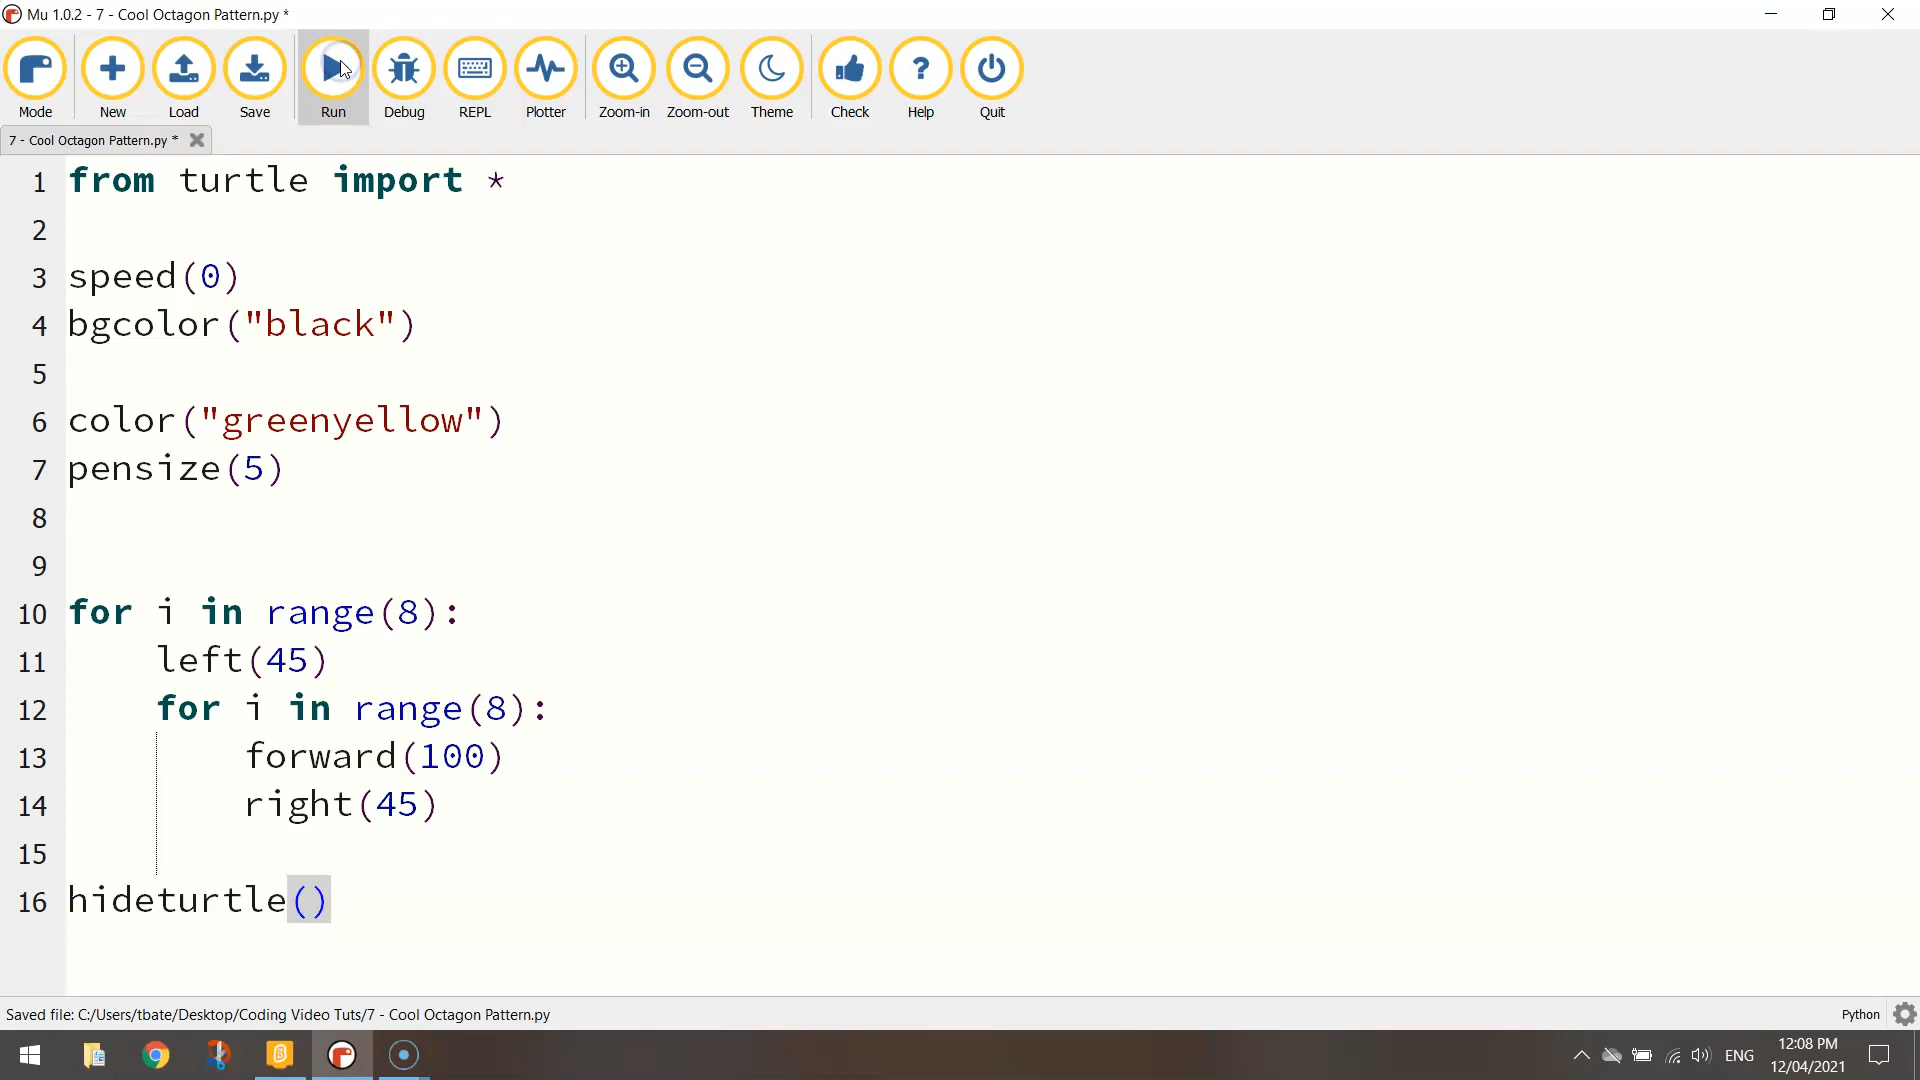 Mu 1.0.2 - 7 - Cool Octagon Pattern.py *
Mode New Load Save Run Debug REPL Plotter Zoom-in Zoom-out Theme Check Help Quit
7 - Cool Octagon Pattern.py *
1 from turtle import *
2
3 speed(0)
4 bgcolor("black")
5
6 color("greenyellow")
7 pensize(5)
8
9
10 for i in range(8):
11     left(45)
12     for i in range(8):
13         forward(100)
14         right(45)
15
16 hideturtle()
Saved file: C:/Users/tbate/Desktop/Coding Video Tuts/7 - Cool Octagon Pattern.py
Python
ENG
12:08 PM
12/04/2021